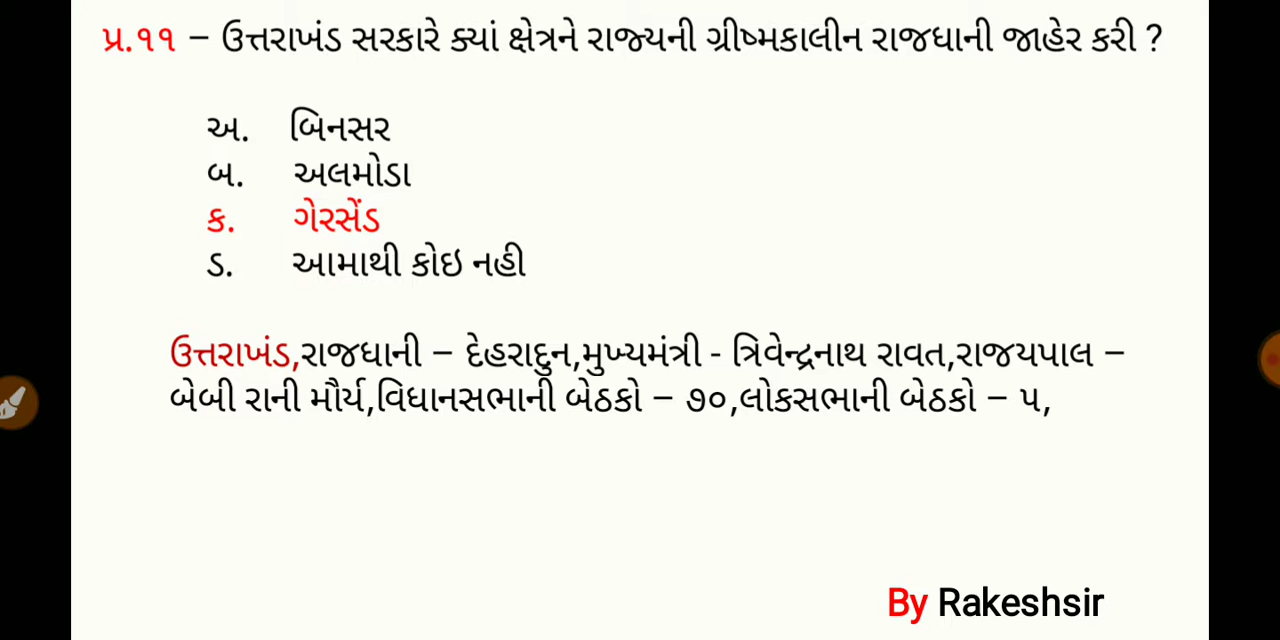 પ્ર.૧૧ – ઉત્તરાખંડ સરકારે ક્યાં ક્ષેત્રને રાજ્યની ગ્રીષ્મકાલીન રાજધાની જાહેર કરી ?
અ. બિનસર
બ. અલમોડા
ક. ગેરસેંડ
ડ. આમાથી કોઇ નહી
ઉત્તરાખંડ,રાજધાની – દેહરાદુન,મુખ્યમંત્રી - ત્રિવેન્દ્રનાથ રાવત,રાજયપાલ –
બેબી રાની મૌર્ય,વિધાનસભાની બેઠકો – ૭૦,લોકસભાની બેઠકો – ૫,
By Rakeshsir